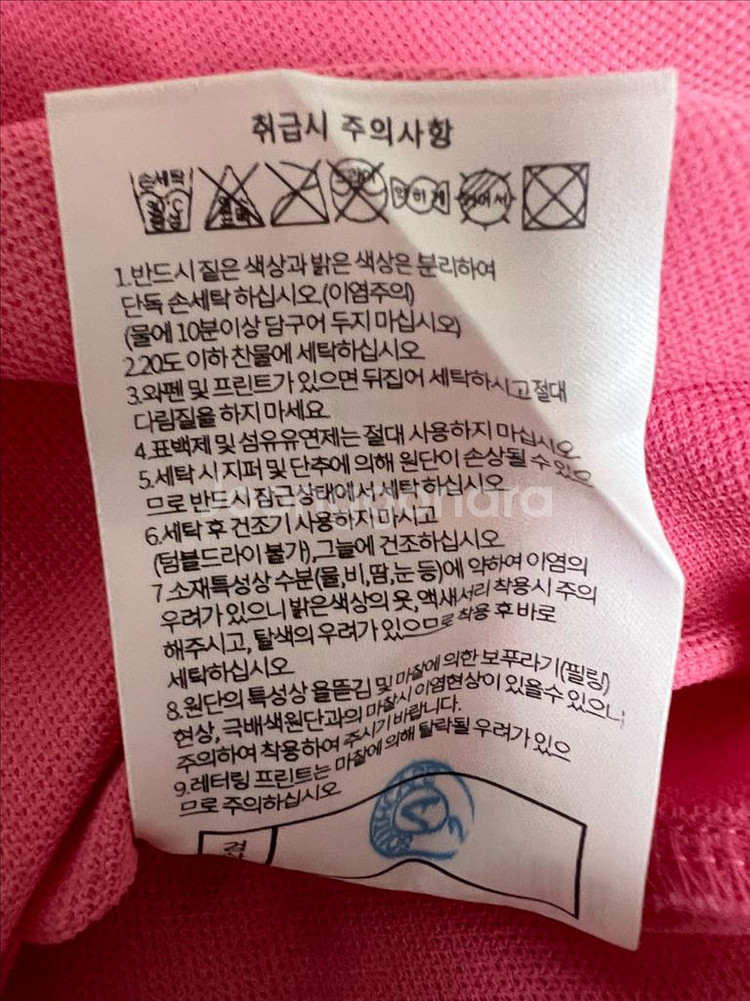 취급시 주의사항
손세탁 약하게
1.반드시 짙은 색상과 밝은 색상은 분리하여
단독 손세탁 하십시오.(이염주의)
(물에 10분이상 담구어 두지 마십시오)
2.20도 이하 찬물에 세탁하십시오
3.와펜 및 프린트가 있으면 뒤집어 세탁하시고 절대
다림질을 하지 마세요.
4.표백제 및 섬유유연제는 절대 사용하지 마십시오
5.세탁 시 지퍼 및 단추에 의해 원단이 손상될 수 있으
므로 반드시 잠금상태에서 세탁하십시오
joonggonara
6.세탁 후 건조기 사용하지 마시고
(텀블드라이 불가),그늘에 건조하십시오
7 소재특성상 수분(물,비,땀,눈 등)에 약하여 이염의
우려가 있으니 밝은색상의 옷,액새서리 착용시 주의
해주시고, 탈색의 우려가 있으므로 착용 후 바로
세탁하십시오
8.원단의 특성상 올뜯김 및 마찰에 의한 보푸라기(필링)
현상, 극배색원단과의 마찰시 이염현상이 있을수 있으니
주의하여 착용하여 주시기 바랍니다.
9.레터링 프린트는 마찰에 의해 탈락될 우려가 있으
므로 주의하십시오